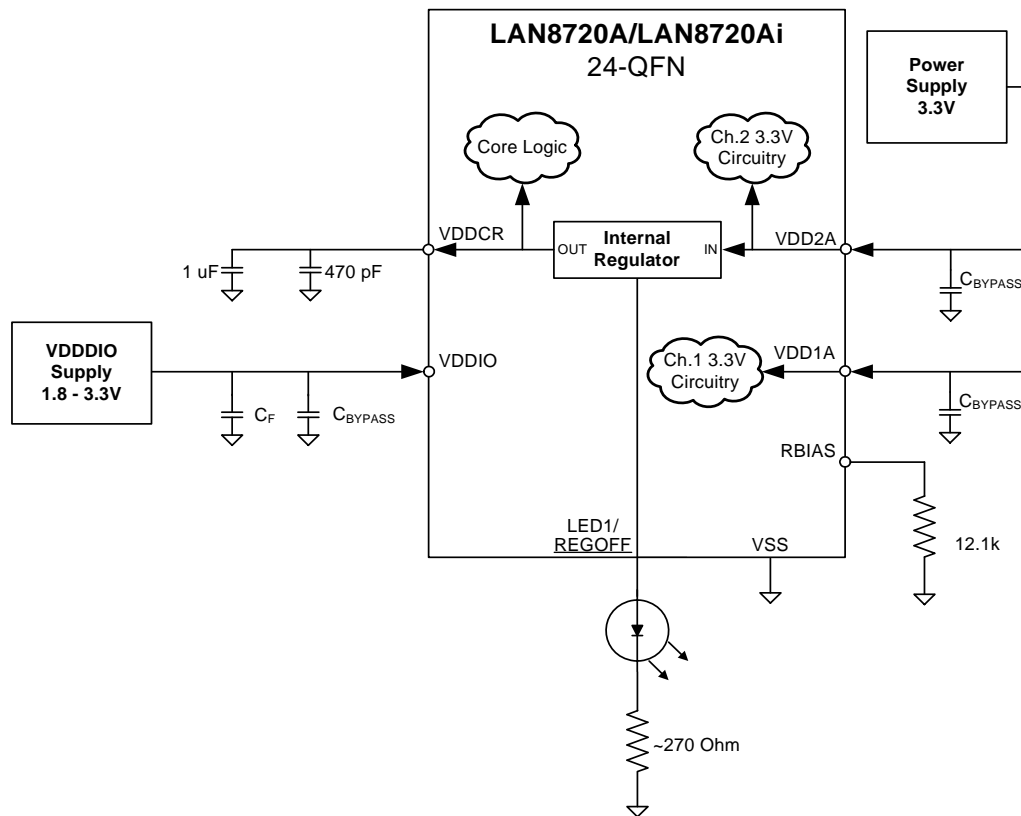 LAN8720A/LAN8720Ai
24-QFN
Power
Supply
3.3V
Core Logic
Ch.2 3.3V
Circuitry
VDDCR
OUT
Internal
Regulator
IN
VDD2A
1 uF
470 pF
CBYPASS
VDDDIO
Supply
1.8 - 3.3V
VDDIO
Ch.1 3.3V
Circuitry
VDD1A
CF
CBYPASS
CBYPASS
RBIAS
LED1/
REGOFF
VSS
12.1k
~270 Ohm